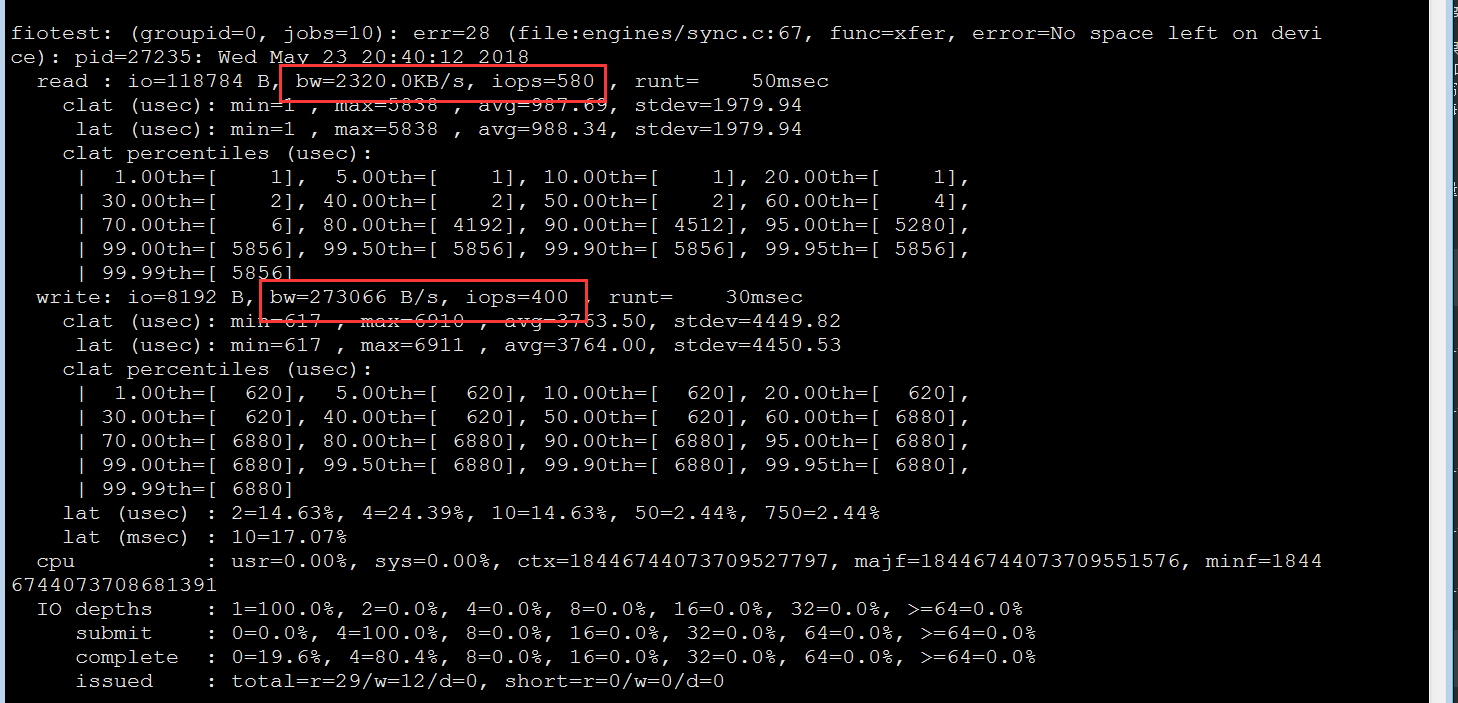 fiotest: (groupid=0, jobs=10): err=28 (file:engines/sync.c:67, func=xfer, error=No space left on devi
ce): pid=27235: Wed May 23 20:40:12 2018
  read : io=118784 B, bw=2320.0KB/s, iops=580 , runt=    50msec
    clat (usec): min=1 , max=5838 , avg=987.69, stdev=1979.94
     lat (usec): min=1 , max=5838 , avg=988.34, stdev=1979.94
    clat percentiles (usec):
     |  1.00th=[    1],  5.00th=[    1], 10.00th=[    1], 20.00th=[    1],
     | 30.00th=[    2], 40.00th=[    2], 50.00th=[    2], 60.00th=[    4],
     | 70.00th=[    6], 80.00th=[ 4192], 90.00th=[ 4512], 95.00th=[ 5280],
     | 99.00th=[ 5856], 99.50th=[ 5856], 99.90th=[ 5856], 99.95th=[ 5856],
     | 99.99th=[ 5856]
  write: io=8192 B, bw=273066 B/s, iops=400 , runt=    30msec
    clat (usec): min=617 , max=6910 , avg=3763.50, stdev=4449.82
     lat (usec): min=617 , max=6911 , avg=3764.00, stdev=4450.53
    clat percentiles (usec):
     |  1.00th=[  620],  5.00th=[  620], 10.00th=[  620], 20.00th=[  620],
     | 30.00th=[  620], 40.00th=[  620], 50.00th=[  620], 60.00th=[ 6880],
     | 70.00th=[ 6880], 80.00th=[ 6880], 90.00th=[ 6880], 95.00th=[ 6880],
     | 99.00th=[ 6880], 99.50th=[ 6880], 99.90th=[ 6880], 99.95th=[ 6880],
     | 99.99th=[ 6880]
    lat (usec) : 2=14.63%, 4=24.39%, 10=14.63%, 50=2.44%, 750=2.44%
    lat (msec) : 10=17.07%
  cpu          : usr=0.00%, sys=0.00%, ctx=18446744073709527797, majf=18446744073709551576, minf=1844
6744073708681391
  IO depths    : 1=100.0%, 2=0.0%, 4=0.0%, 8=0.0%, 16=0.0%, 32=0.0%, >=64=0.0%
     submit    : 0=0.0%, 4=100.0%, 8=0.0%, 16=0.0%, 32=0.0%, 64=0.0%, >=64=0.0%
     complete  : 0=19.6%, 4=80.4%, 8=0.0%, 16=0.0%, 32=0.0%, 64=0.0%, >=64=0.0%
     issued    : total=r=29/w=12/d=0, short=r=0/w=0/d=0